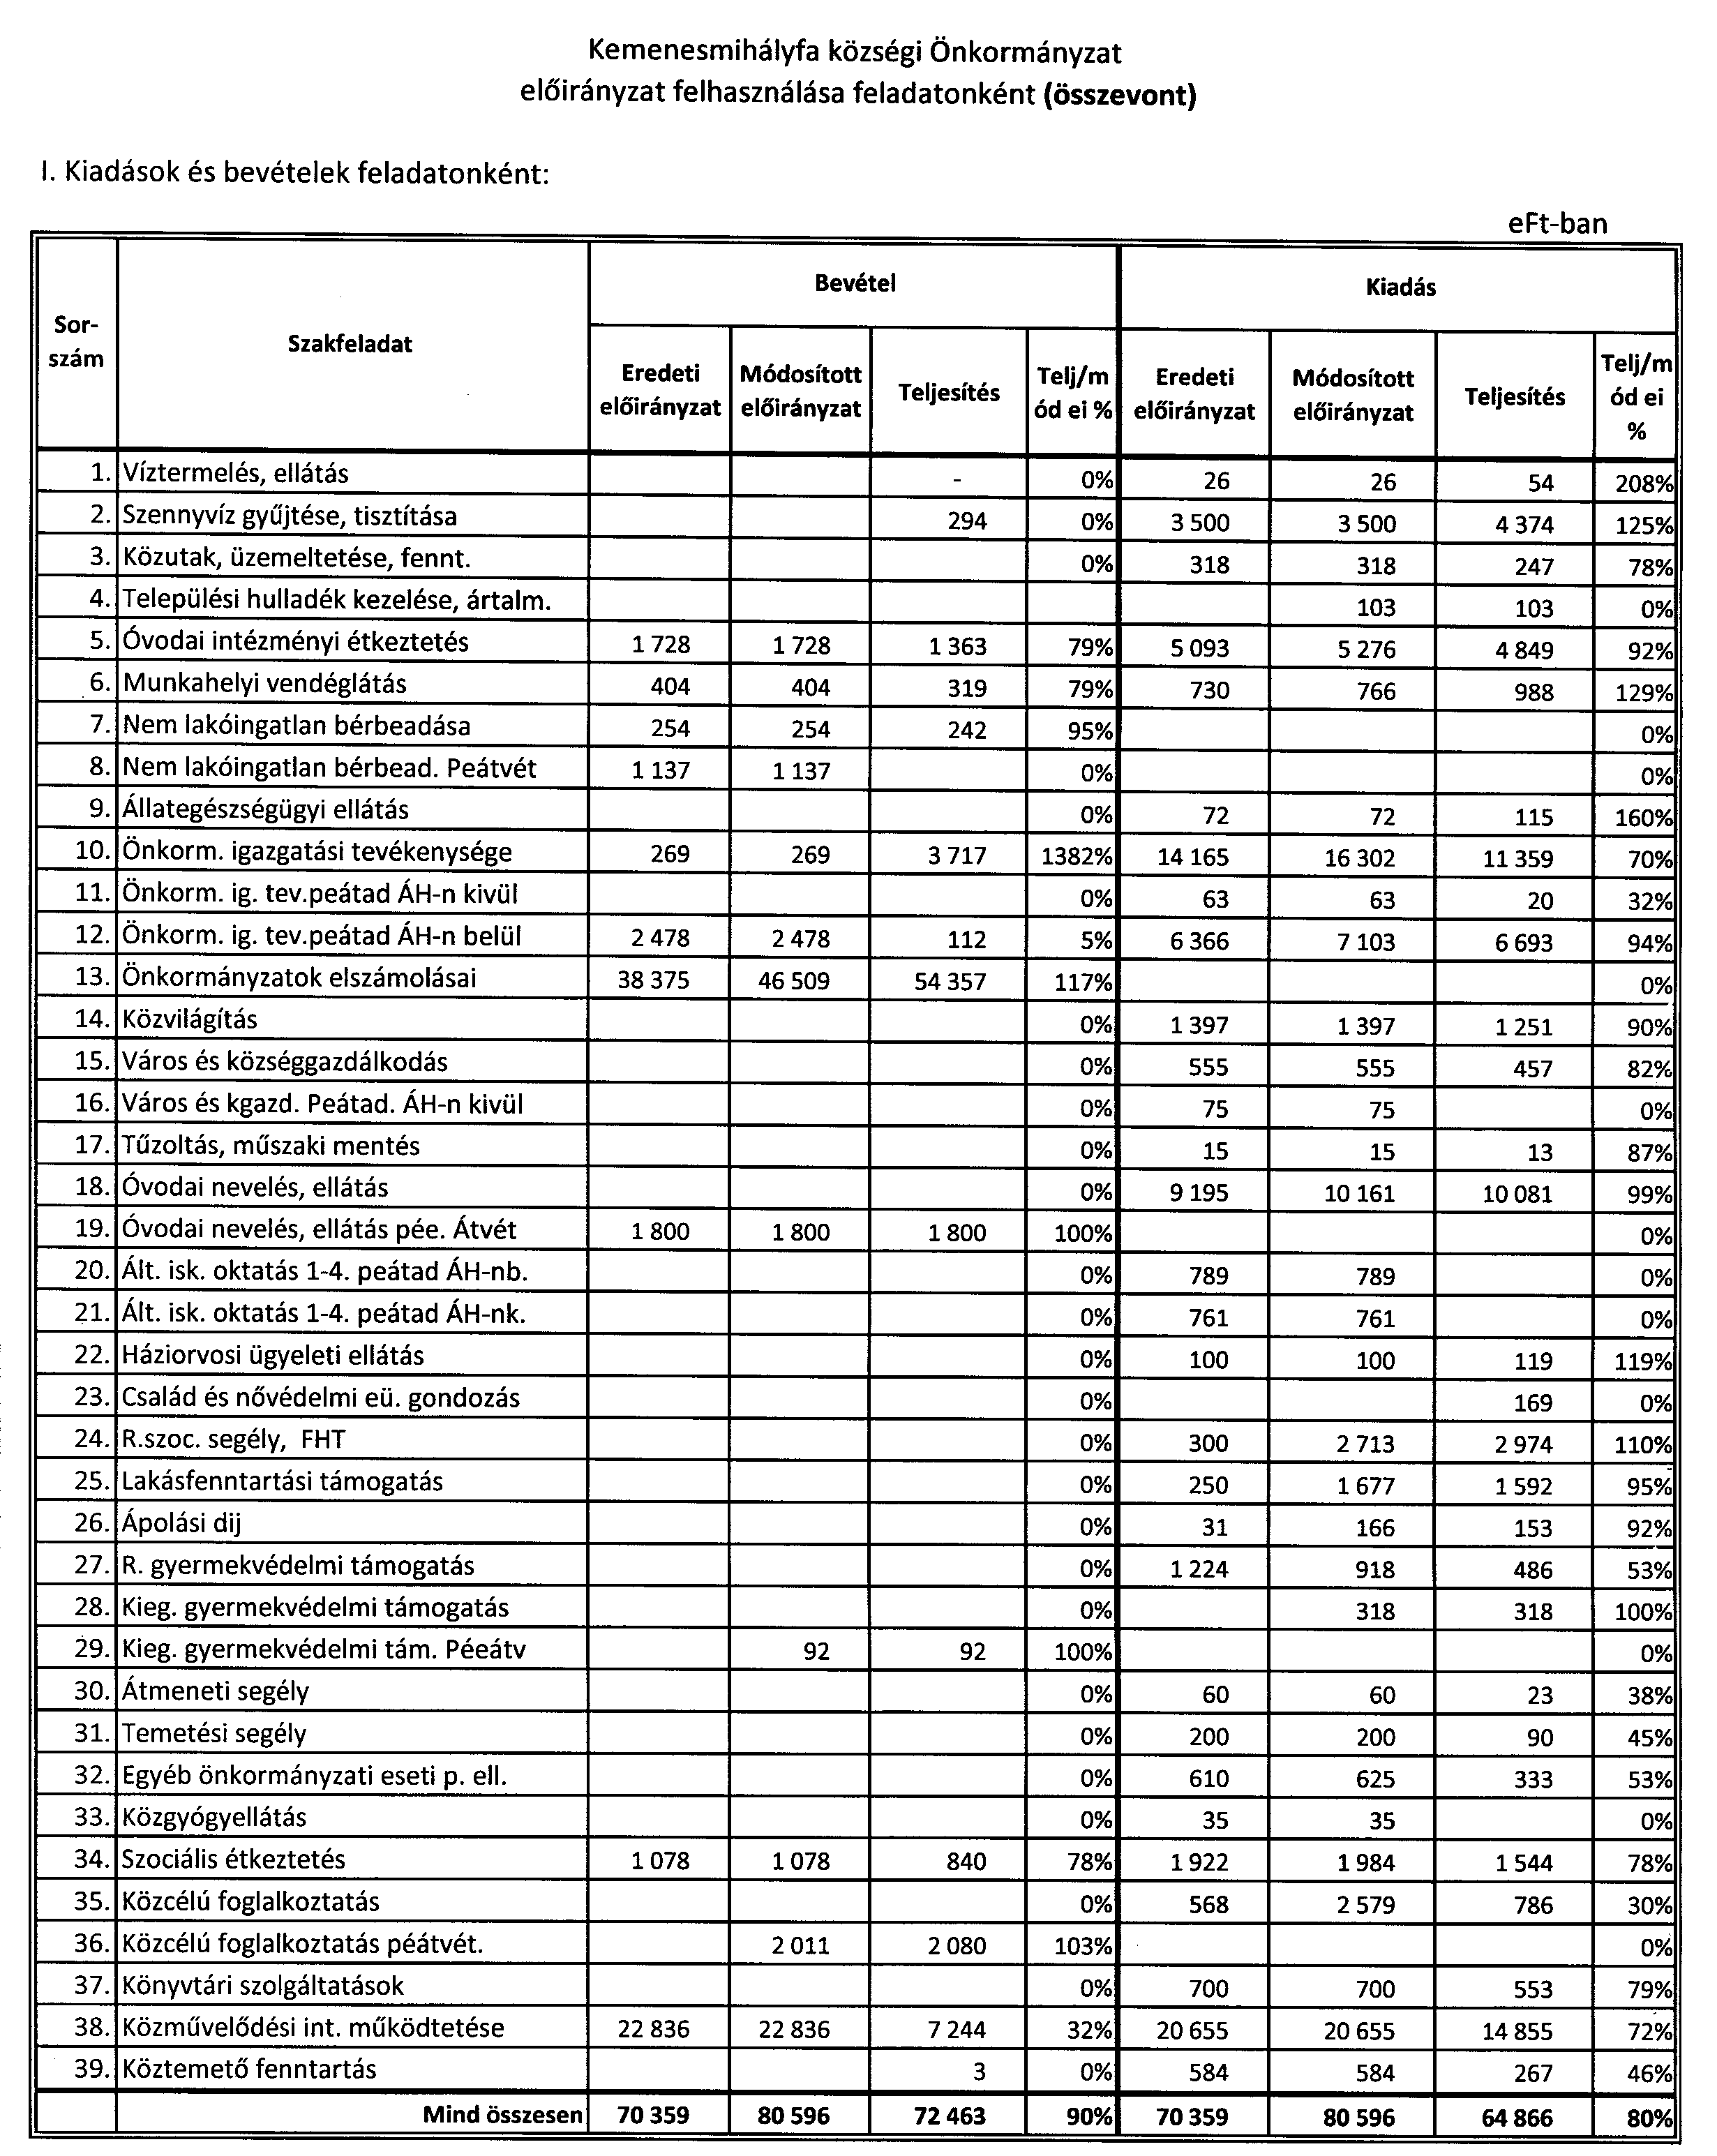 Kemenesmihályfa községi Önkormányzat
előirányzat felhasználása feladatonként (összevont)
I. Kiadások és bevételek feladatonként:
eFt-ban
Sor-szám Szakfeladat Bevétel Kiadás
Eredeti előirányzat Módosított előirányzat Teljesítés Telj/m ód ei % Eredeti előirányzat Módosított előirányzat Teljesítés Telj/m ód ei %
1. Víztermelés, ellátás - 0% 26 26 54 208%
2. Szennyvíz gyűjtése, tisztítása 294 0% 3 500 3 500 4 374 125%
3. Közutak, üzemeltetése, fennt. 0% 318 318 247 78%
4. Települési hulladék kezelése, ártalm. 103 103 0%
5. Óvodai intézményi étkeztetés 1 728 1 728 1 363 79% 5 093 5 276 4 849 92%
6. Munkahelyi vendéglátás 404 404 319 79% 730 766 988 129%
7. Nem lakóingatlan bérbeadása 254 254 242 95% 0%
8. Nem lakóingatlan bérbead. Peátvét 1 137 1 137 0% 0%
9. Állategészségügyi ellátás 0% 72 72 115 160%
10. Önkorm. igazgatási tevékenysége 269 269 3 717 1382% 14 165 16 302 11 359 70%
11. Önkorm. ig. tev.peátad ÁH-n kivül 0% 63 63 20 32%
12. Önkorm. ig. tev.peátad ÁH-n belül 2 478 2 478 112 5% 6 366 7 103 6 693 94%
13. Önkormányzatok elszámolásai 38 375 46 509 54 357 117% 0%
14. Közvilágítás 0% 1 397 1 397 1 251 90%
15. Város és községgazdálkodás 0% 555 555 457 82%
16. Város és kgazd. Peátad. ÁH-n kivül 0% 75 75 0%
17. Tűzoltás, műszaki mentés 0% 15 15 13 87%
18. Óvodai nevelés, ellátás 0% 9 195 10 161 10 081 99%
19. Óvodai nevelés, ellátás pée. Átvét 1 800 1 800 1 800 100% 0%
20. Ált. isk. oktatás 1-4. peátad ÁH-nb. 0% 789 789 0%
21. Ált. isk. oktatás 1-4. peátad ÁH-nk. 0% 761 761 0%
22. Háziorvosi ügyeleti ellátás 0% 100 100 119 119%
23. Család és nővédelmi eü. gondozás 0% 169 0%
24. R.szoc. segély, FHT 0% 300 2 713 2 974 110%
25. Lakásfenntartási támogatás 0% 250 1 677 1 592 95%
26. Ápolási dij 0% 31 166 153 92%
27. R. gyermekvédelmi támogatás 0% 1 224 918 486 53%
28. Kieg. gyermekvédelmi támogatás 0% 318 318 100%
29. Kieg. gyermekvédelmi tám. Péeátv 92 92 100% 0%
30. Átmeneti segély 0% 60 60 23 38%
31. Temetési segély 0% 200 200 90 45%
32. Egyéb önkormányzati eseti p. ell. 0% 610 625 333 53%
33. Közgyógyellátás 0% 35 35 0%
34. Szociális étkeztetés 1 078 1 078 840 78% 1 922 1 984 1 544 78%
35. Közcélú foglalkoztatás 0% 568 2 579 786 30%
36. Közcélú foglalkoztatás péátvét. 2 011 2 080 103% 0%
37. Könyvtári szolgáltatások 0% 700 700 553 79%
38. Közművelődési int. működtetése 22 836 22 836 7 244 32% 20 655 20 655 14 855 72%
39. Köztemető fenntartás 3 0% 584 584 267 46%
Mind összesen 70 359 80 596 72 463 90% 70 359 80 596 64 866 80%